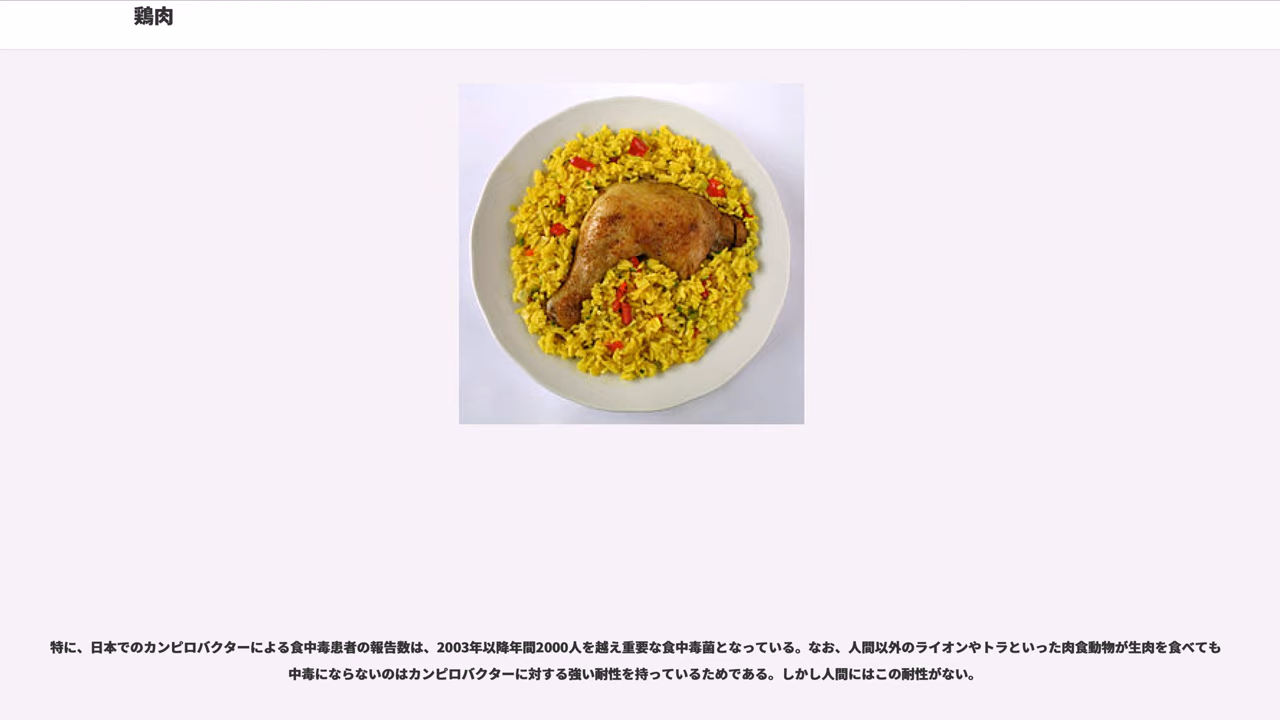 鶏肉
特に、日本でのカンピロバクターによる食中毒患者の報告数は、2003年以降年間2000人を越え重要な食中毒菌となっている。なお、人間以外のライオンやトラといった肉食動物が生肉を食べても
中毒にならないのはカンピロバクターに対する強い耐性を持っているためである。しかし人間にはこの耐性がない。